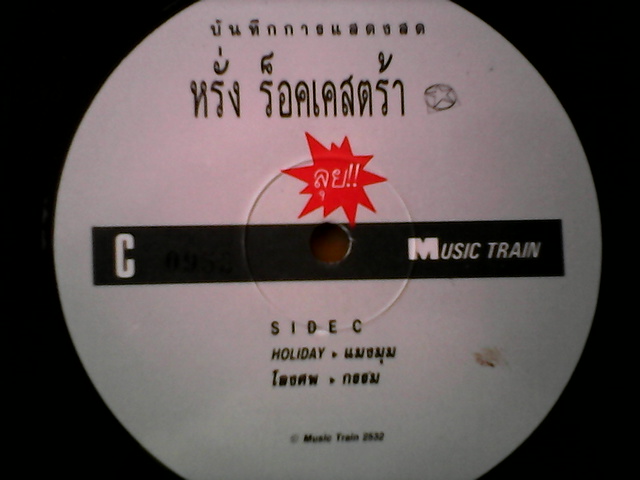 บันทึกการแสดงสด
หรั่ง ร็อคเคสตร้า
ลุย!!
C MUSIC TRAIN
SIDE C
HOLIDAY ▸ แมงมุม
โลงศพ ▸ กรรม
© Music Train 2532